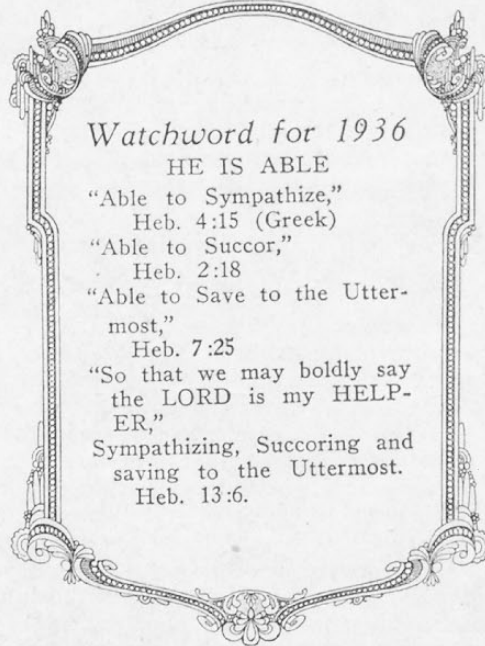 Watchword for 1936
HE IS ABLE
“Able to Sympathize,”
Heb. 4:15 (Greek)
“Able to Succor,”
Heb. 2:18
“Able to Save to the Utter-
most,”
Heb. 7:25
“So that we may boldly say
the LORD is my HELP-
ER,”
Sympathizing, Succoring and
saving to the Uttermost.
Heb. 13:6.